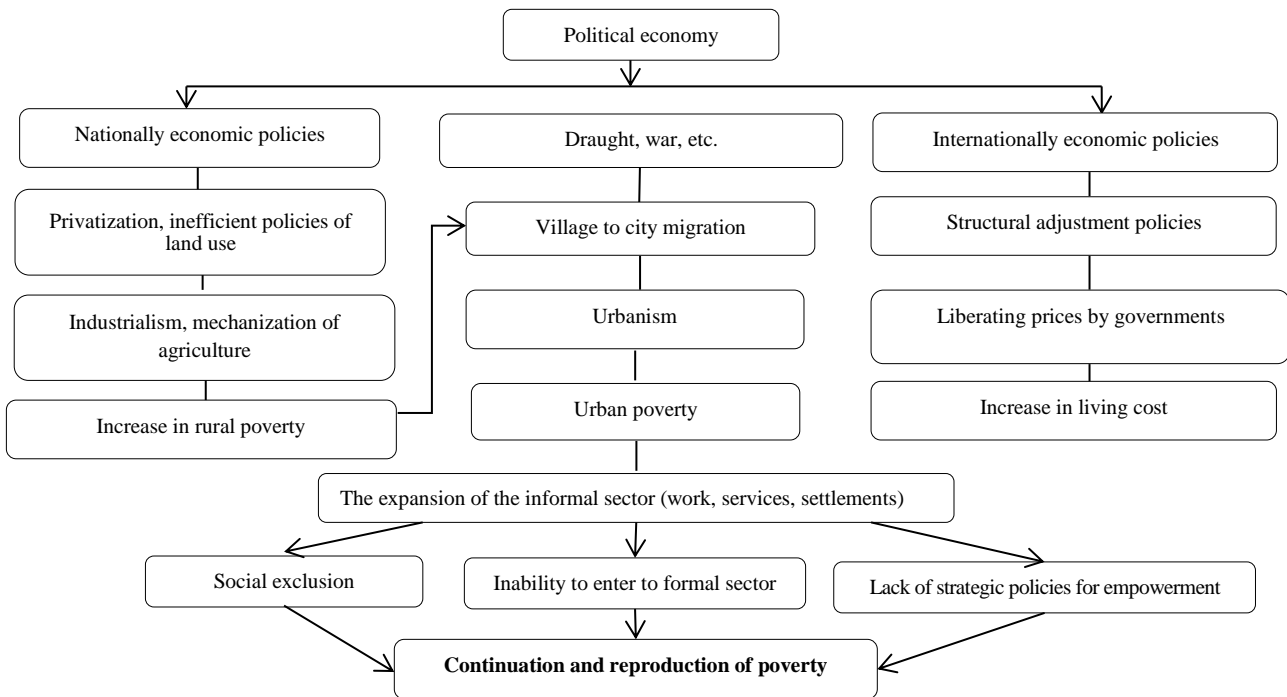 Political economy
Nationally economic policies
Draught, war, etc.
Internationally economic policies
Privatization, inefficient policies of
land use
Village to city migration
Structural adjustment policies
Industrialism, mechanization of
agriculture
Urbanism
Liberating prices by governments
Increase in rural poverty
Urban poverty
Increase in living cost
The expansion of the informal sector (work, services, settlements)
Social exclusion
Inability to enter to formal sector
Lack of strategic policies for empowerment
Continuation and reproduction of poverty